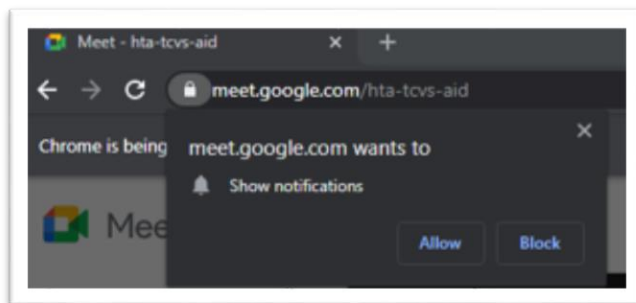 Meet - hta-tcvs-aid
meet.google.com/hta-tcvs-aid
Chrome is being
meet.google.com wants to
Show notifications
Meet
Allow Block